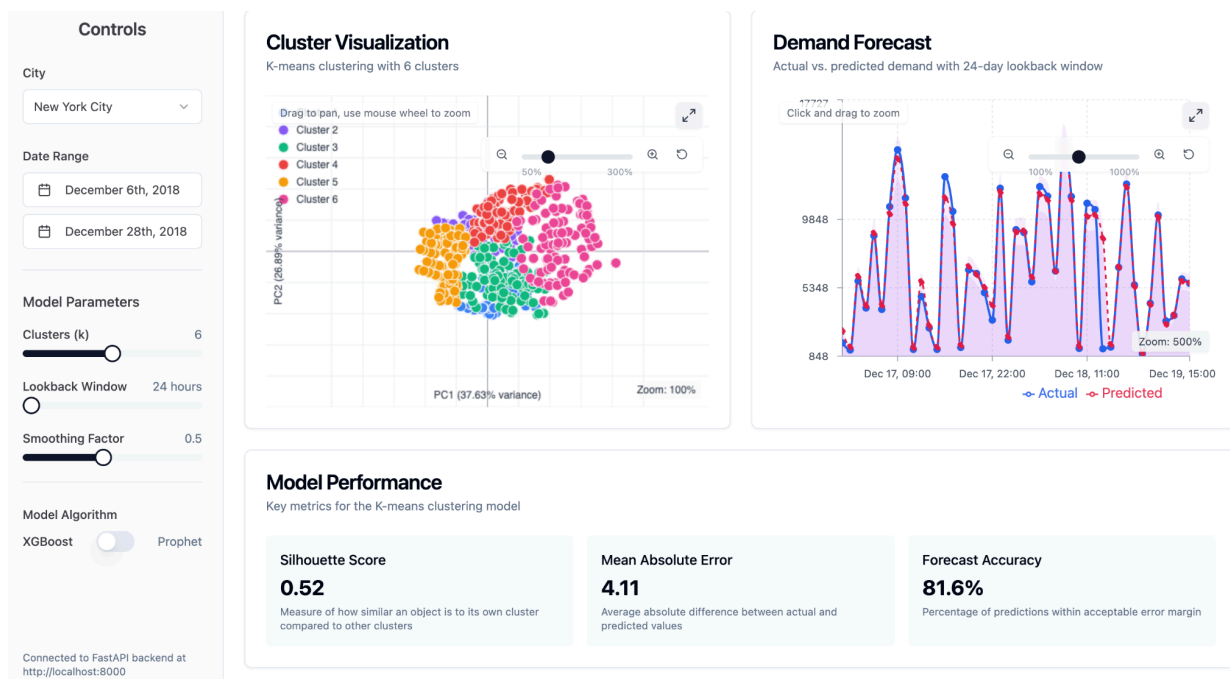 Controls
City
New York City
Date Range
December 6th, 2018
December 28th, 2018
Model Parameters
Clusters (k) 6
Lookback Window 24 hours
Smoothing Factor 0.5
Model Algorithm
XGBoost Prophet
Connected to FastAPI backend at
http://localhost:8000
Cluster Visualization
K-means clustering with 6 clusters
Drag to pan, use mouse wheel to zoom
Cluster 2
Cluster 3
Cluster 4
Cluster 5
Cluster 6
50% 300%
PC2 (26.89% variance)
PC1 (37.63% variance)
Zoom: 100%
Demand Forecast
Actual vs. predicted demand with 24-day lookback window
17727
Click and drag to zoom
100% 1000%
9848
5348
848
Zoom: 500%
Dec 17, 09:00 Dec 17, 22:00 Dec 18, 11:00 Dec 19, 15:00
Actual Predicted
Model Performance
Key metrics for the K-means clustering model
Silhouette Score
0.52
Measure of how similar an object is to its own cluster
compared to other clusters
Mean Absolute Error
4.11
Average absolute difference between actual and
predicted values
Forecast Accuracy
81.6%
Percentage of predictions within acceptable error margin